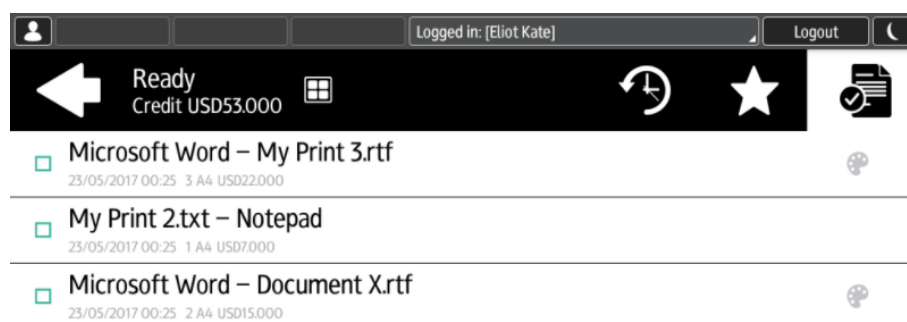 Logged in: [Eliot Kate]
Logout
Ready
Credit USD53.000
Microsoft Word – My Print 3.rtf
23/05/2017 00:25 3 A4 USD22.000
My Print 2.txt – Notepad
23/05/2017 00:25 1 A4 USD7.000
Microsoft Word – Document X.rtf
23/05/2017 00:25 2 A4 USD15.000